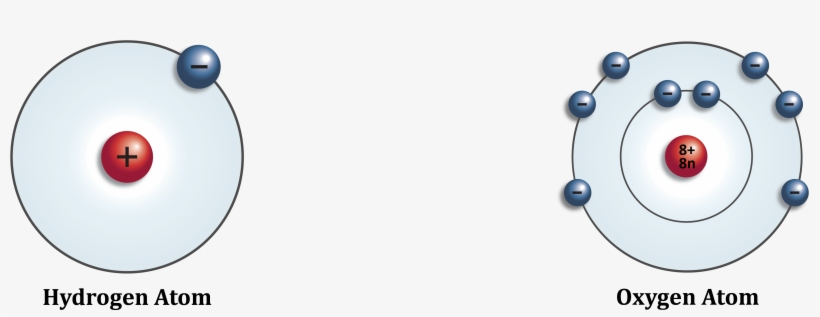 −
+
Hydrogen Atom
− −
− −
− −
8+
8n
− −
Oxygen Atom